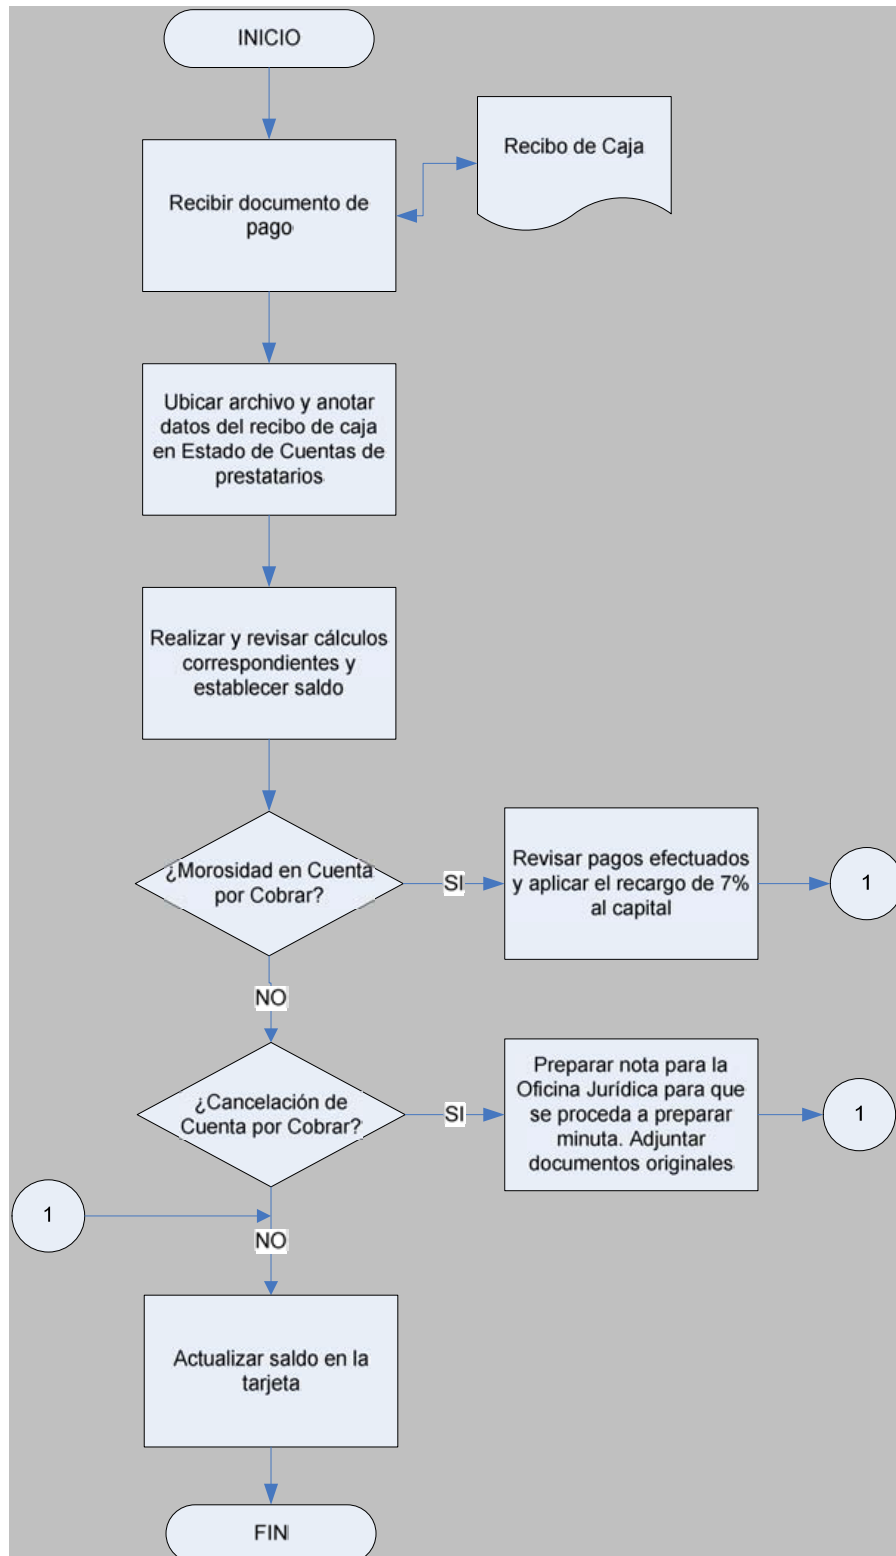 INICIO
Recibo de Caja
Recibir documento de
pago
Ubicar archivo y anotar
datos del recibo de caja
en Estado de Cuentas de
prestatarios
Realizar y revisar cálculos
correspondientes y
establecer saldo
¿Morosidad en Cuenta
por Cobrar?
SI
Revisar pagos efectuados
y aplicar el recargo de 7%
al capital
1
NO
¿Cancelación de
Cuenta por Cobrar?
SI
Preparar nota para la
Oficina Jurídica para que
se proceda a preparar
minuta. Adjuntar
documentos originales
1
1
NO
Actualizar saldo en la
tarjeta
FIN